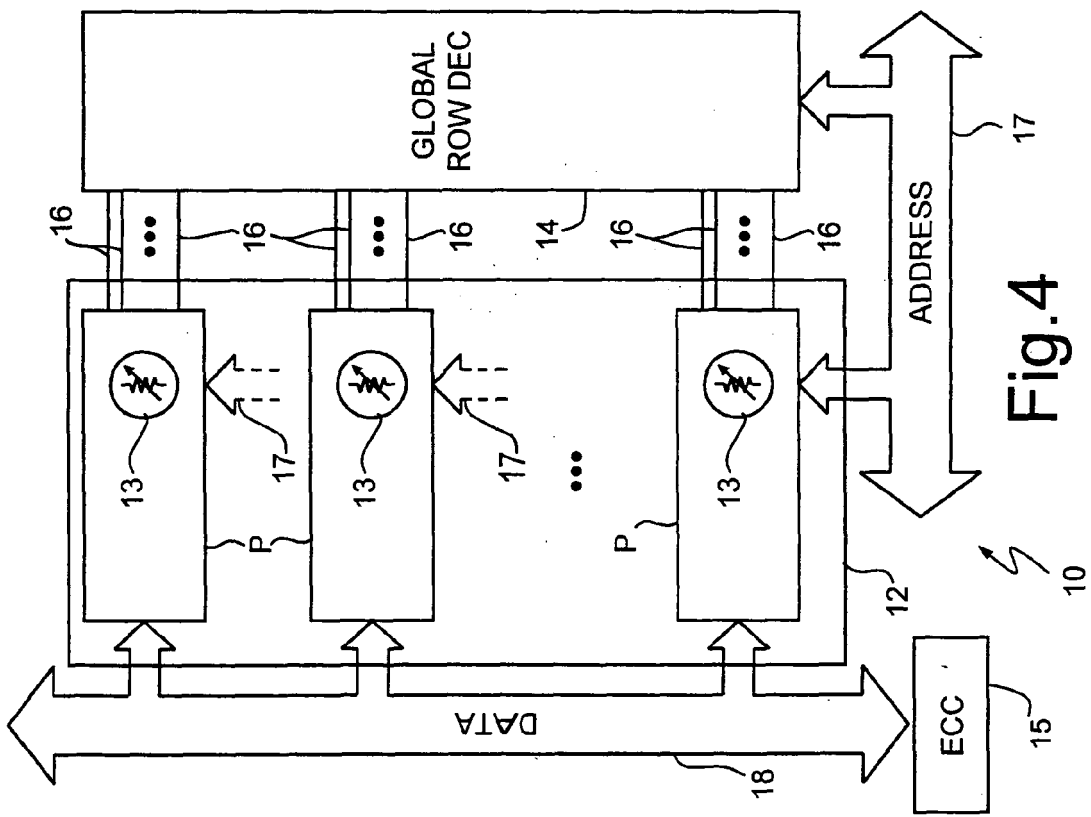 16
13
16
GLOBAL
ROW DEC
P
17
16
13
16
DATA
17
14
16
P
13
16
18
12
ADDRESS
ECC
10
17
15
Fig.4